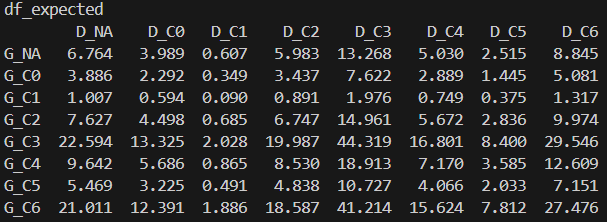 df_expected
D_NA D_C0 D_C1 D_C2 D_C3 D_C4 D_C5 D_C6
G_NA 6.764 3.989 0.607 5.983 13.268 5.030 2.515 8.845
G_C0 3.886 2.292 0.349 3.437 7.622 2.889 1.445 5.081
G_C1 1.007 0.594 0.090 0.891 1.976 0.749 0.375 1.317
G_C2 7.627 4.498 0.685 6.747 14.961 5.672 2.836 9.974
G_C3 22.594 13.325 2.028 19.987 44.319 16.801 8.400 29.546
G_C4 9.642 5.686 0.865 8.530 18.913 7.170 3.585 12.609
G_C5 5.469 3.225 0.491 4.838 10.727 4.066 2.033 7.151
G_C6 21.011 12.391 1.886 18.587 41.214 15.624 7.812 27.476